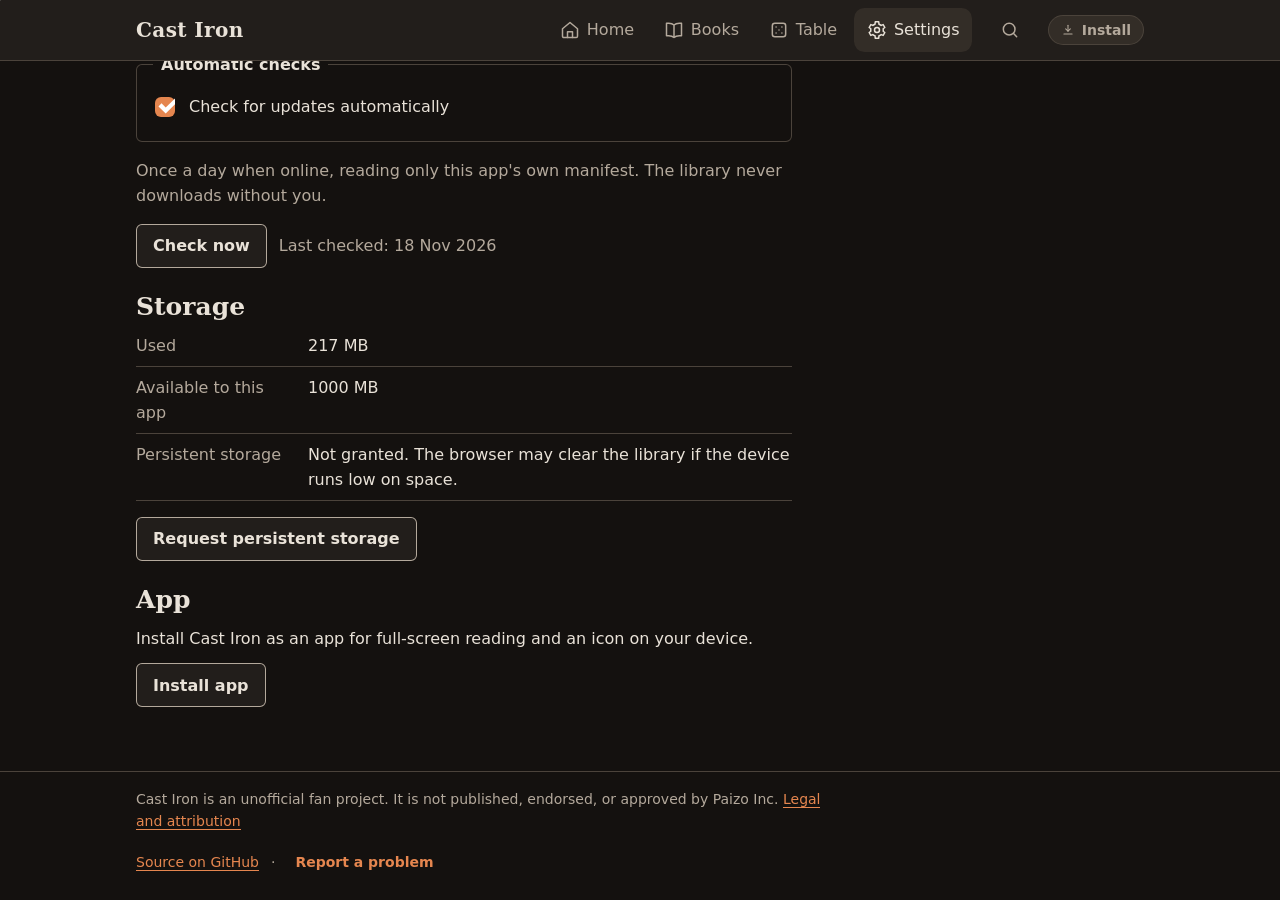 Cast Iron
Home
Books
Table
Settings
Install
Automatic checks
Check for updates automatically
Once a day when online, reading only this app's own manifest. The library never
downloads without you.
Check now
Last checked: 18 Nov 2026
Storage
Used
217 MB
Available to this
app
1000 MB
Persistent storage
Not granted. The browser may clear the library if the device
runs low on space.
Request persistent storage
App
Install Cast Iron as an app for full-screen reading and an icon on your device.
Install app
Cast Iron is an unofficial fan project. It is not published, endorsed, or approved by Paizo Inc. Legal
and attribution
Source on GitHub · Report a problem